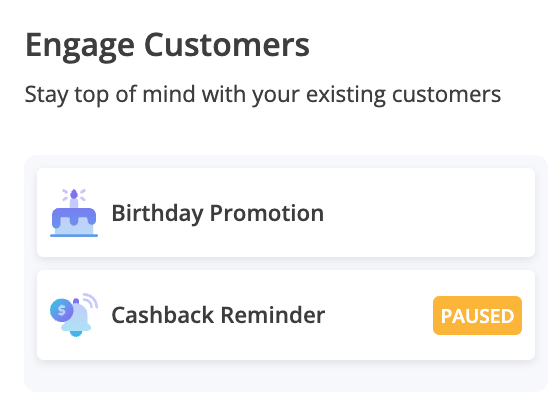 Engage Customers
Stay top of mind with your existing customers
Birthday Promotion
$
Cashback Reminder
PAUSED